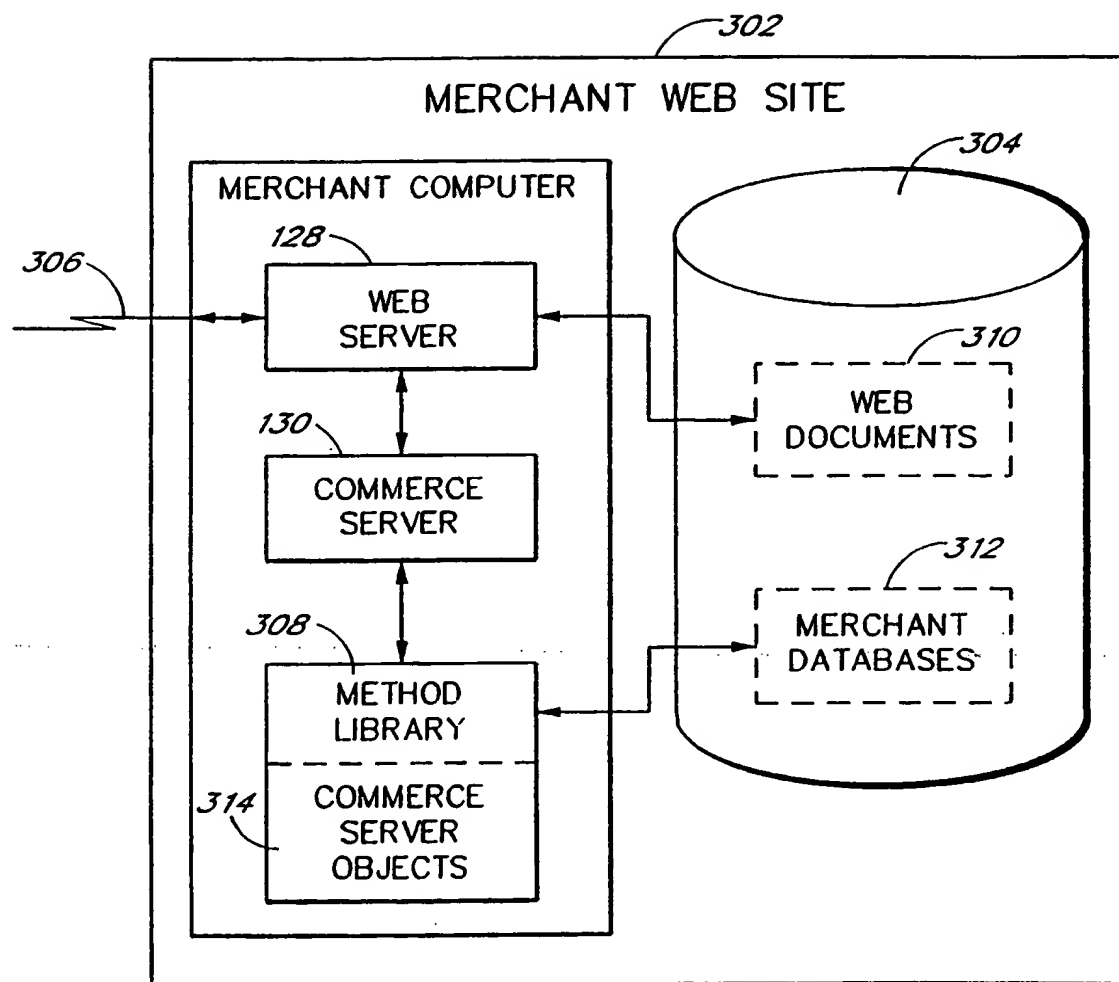 302
MERCHANT WEB SITE
304
MERCHANT COMPUTER
128
306
WEB
SERVER
310
WEB
DOCUMENTS
130
COMMERCE
SERVER
312
MERCHANT
DATABASES
308
METHOD
LIBRARY
314
COMMERCE
SERVER
OBJECTS